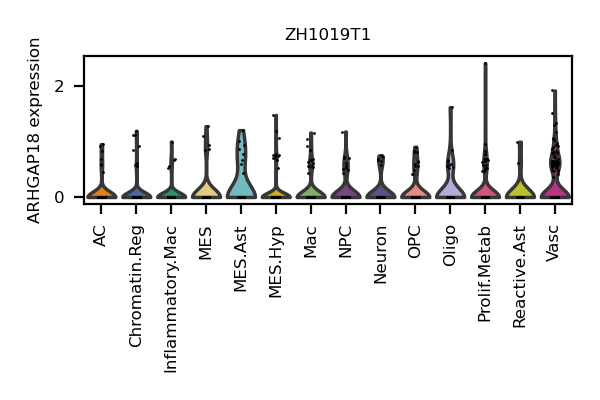 ZH1019T1
ARHGAP18 expression
2
0
AC
Chromatin.Reg
Inflammatory.Mac
MES
MES.Ast
MES.Hyp
Mac
NPC
Neuron
OPC
Oligo
Prolif.Metab
Reactive.Ast
Vasc